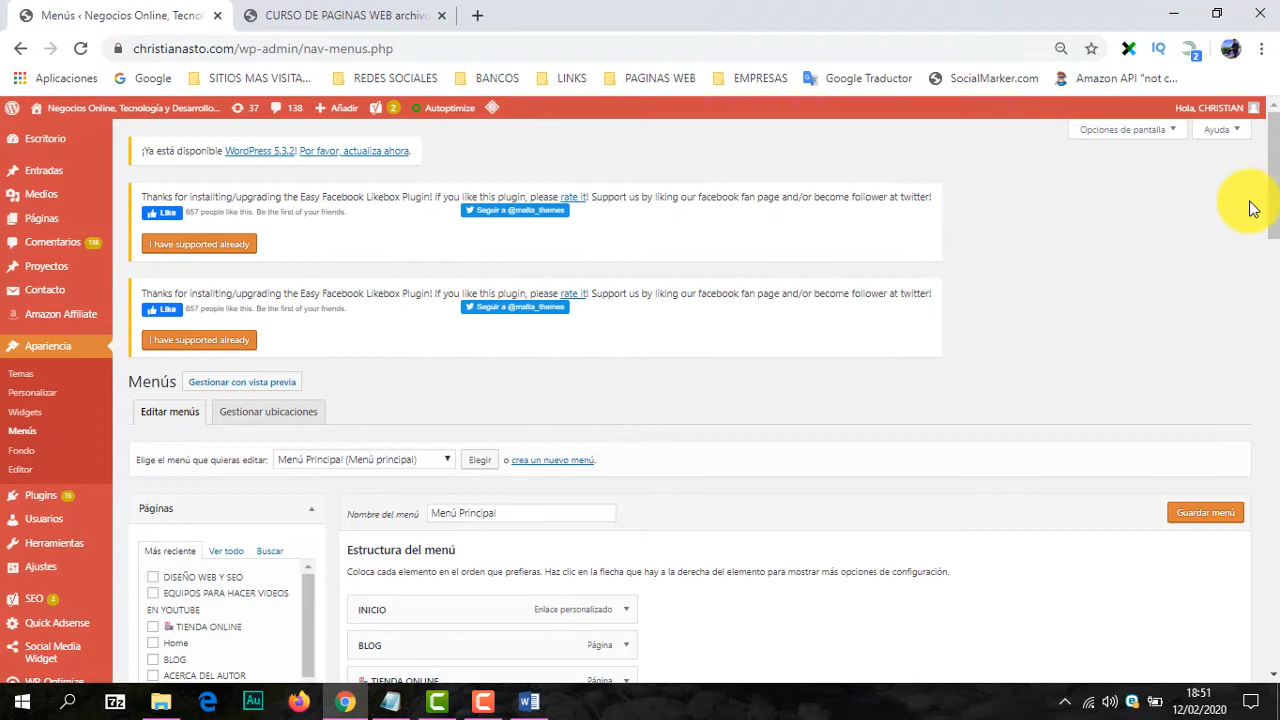 Menús ‹ Negocios Online, Tecnol
CURSO DE PAGINAS WEB archivo
christianasto.com/wp-admin/nav-menus.php
IQ
2
Aplicaciones
Google
SITIOS MAS VISITA...
REDES SOCIALES
BANCOS
LINKS
PAGINAS WEB
EMPRESAS
Google Traductor
SocialMarker.com
Amazon API "not c...
Negocios Online, Tecnología y Desarrollo...
37
138
Añadir
2
Autoptimize
Hola, CHRISTIAN
Escritorio
Entradas
Medios
Páginas
Comentarios 138
Proyectos
Contacto
Amazon Affiliate
Apariencia
Temas
Personalizar
Widgets
Menús
Fondo
Editor
Plugins 15
Usuarios
Herramientas
Ajustes
SEO 2
Quick Adsense
Social Media
Widget
WP-Optimize
Opciones de pantalla
Ayuda
¡Ya está disponible WordPress 5.3.2! Por favor, actualiza ahora.
Thanks for installting/upgrading the Easy Facebook Likebox Plugin! If you like this plugin, please rate it! Support us by liking our facebook fan page and/or become follower at twitter!
Like 657 people like this. Be the first of your friends.
Seguir a @malta_themes
I have supported already
Thanks for installting/upgrading the Easy Facebook Likebox Plugin! If you like this plugin, please rate it! Support us by liking our facebook fan page and/or become follower at twitter!
Like 657 people like this. Be the first of your friends.
Seguir a @malta_themes
I have supported already
Menús
Gestionar con vista previa
Editar menús
Gestionar ubicaciones
Elige el menú que quieras editar:
Menú Principal (Menú principal)
Elegir
o crea un nuevo menú.
Páginas
Más reciente
Ver todo
Buscar
DISEÑO WEB Y SEO
EQUIPOS PARA HACER VIDEOS
EN YOUTUBE
TIENDA ONLINE
Home
BLOG
ACERCA DEL AUTOR
Nombre del menú
Menú Principal
Guardar menú
Estructura del menú
Coloca cada elemento en el orden que prefieras. Haz clic en la flecha que hay a la derecha del elemento para mostrar más opciones de configuración.
INICIO
Enlace personalizado
BLOG
Página
TIENDA ONLINE
Página
7z
Au
18:51
12/02/2020